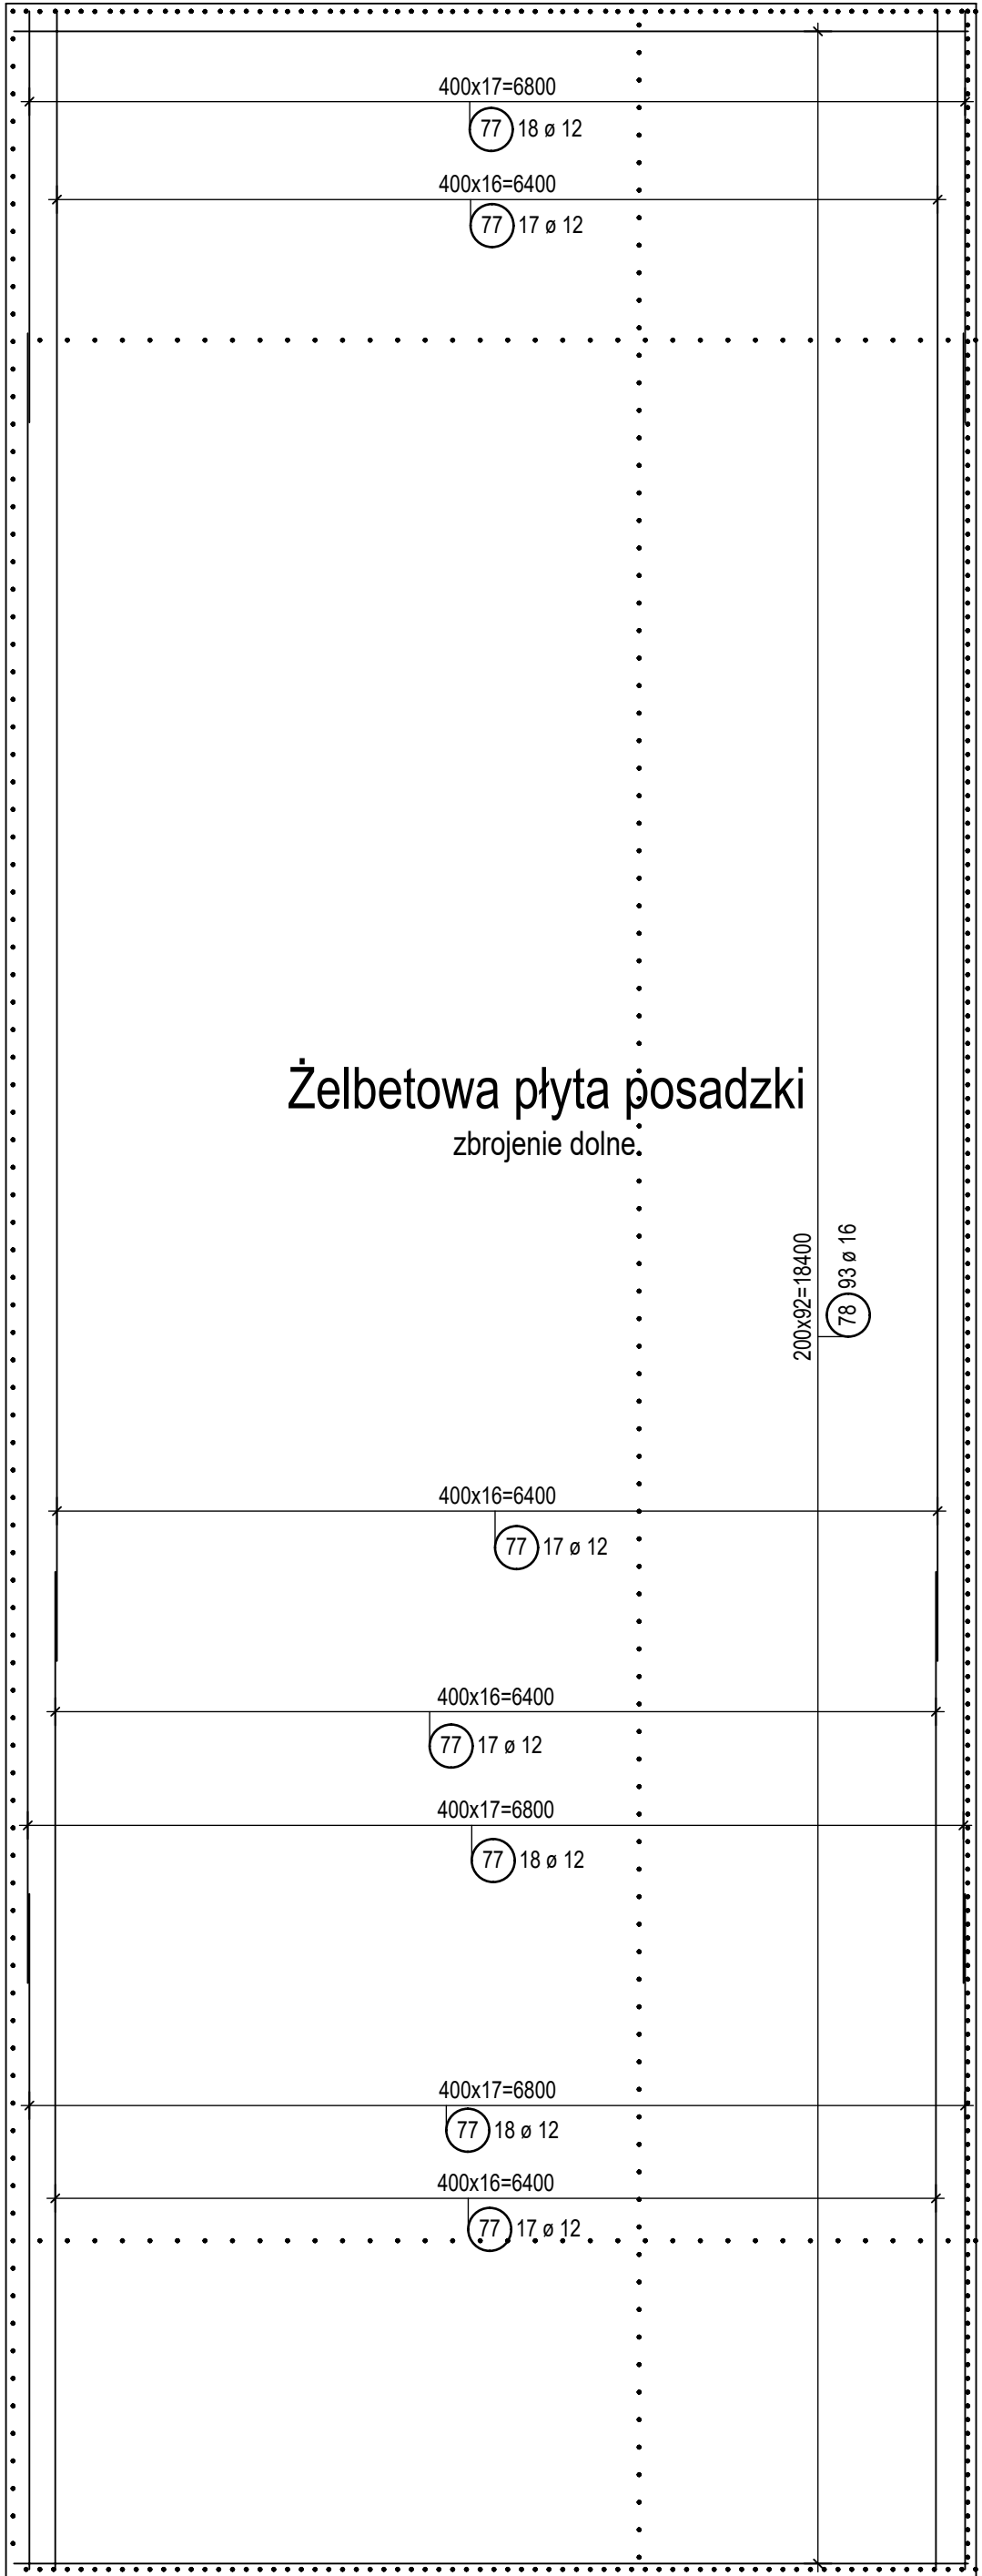 400x17=6800
77 18 ø 12
400x16=6400
77 17 ø 12
Żelbetowa płyta posadzki
zbrojenie dolne
200x92=18400
78 93 ø 16
400x16=6400
77 17 ø 12
400x16=6400
77 17 ø 12
400x17=6800
77 18 ø 12
400x17=6800
77 18 ø 12
400x16=6400
77 17 ø 12